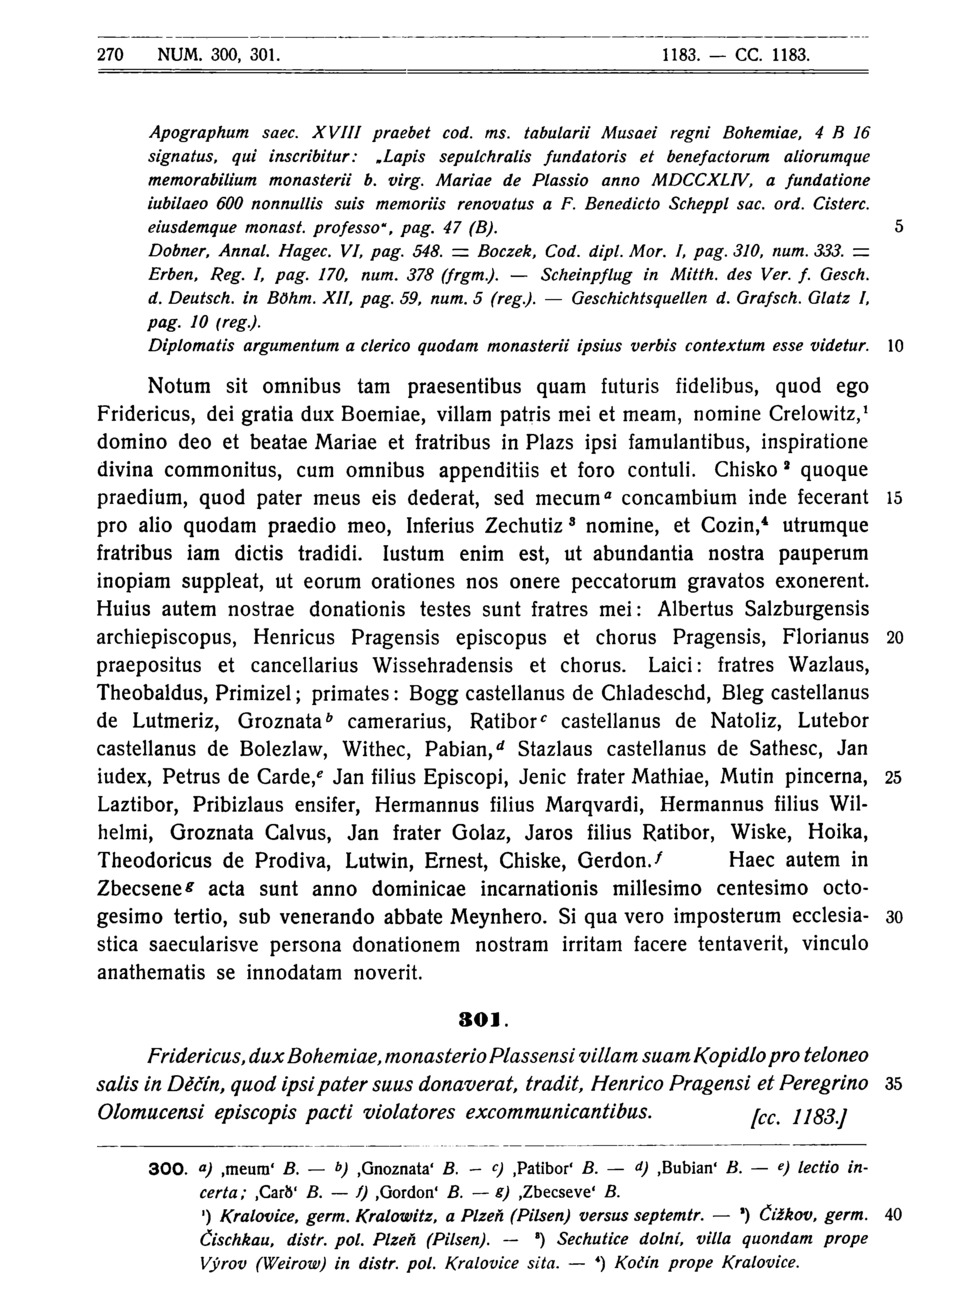 270 NUM. 300, 301. 1183. — CC. 1183.
Apographum saec. XVIII praebet cod. ms. tabularii Musaei regni Bohemiae, 4 B 16
signatus, qui inscribitur: „Lapis sepulchralis fundatoris et benefactorum aliorumque
memorabilium monasterii b. virg. Mariae de Plassio anno MDCCXLIV, a fundatione
iubilaeo 600 nonnullis suis memoriis renovatus a F. Benedicto Scheppl sac. ord. Cisterc.
eiusdemque monast. professo“, pag. 47 (B). 5
Dobner, Annal. Hagec. VI, pag. 548. = Boczek, Cod. dipl. Mor. I, pag. 310, num. 333. =
Erben, Reg. I, pag. 170, num. 378 (frgm.). — Scheinpflug in Mitth. des Ver. f. Gesch.
d. Deutsch. in Böhm. XII, pag. 59, num. 5 (reg.). — Geschichtsquellen d. Grafsch. Glatz I,
pag. 10 (reg.).
Diplomatis argumentum a clerico quodam monasterii ipsius verbis contextum esse videtur. 10
Notum sit omnibus tam praesentibus quam futuris fidelibus, quod ego
Fridericus, dei gratia dux Boemiae, villam patris mei et meam, nomine Crelowitz,¹
domino deo et beatae Mariae et fratribus in Plazs ipsi famulantibus, inspiratione
divina commonitus, cum omnibus appenditiis et foro contuli. Chisko ² quoque
praedium, quod pater meus eis dederat, sed mecum ᵃ concambium inde fecerant 15
pro alio quodam praedio meo, Inferius Zechutiz ³ nomine, et Cozin,⁴ utrumque
fratribus iam dictis tradidi. Iustum enim est, ut abundantia nostra pauperum
inopiam suppleat, ut eorum orationes nos onere peccatorum gravatos exonerent.
Huius autem nostrae donationis testes sunt fratres mei: Albertus Salzburgensis
archiepiscopus, Henricus Pragensis episcopus et chorus Pragensis, Florianus 20
praepositus et cancellarius Wissehradensis et chorus. Laici: fratres Wazlaus,
Theobaldus, Primizel; primates: Bogg castellanus de Chladeschd, Bleg castellanus
de Lutmeriz, Groznata ᵇ camerarius, Ratibor ᶜ castellanus de Natoliz, Lutebor
castellanus de Bolezlaw, Withec, Pabian,ᵈ Stazlaus castellanus de Sathesc, Jan
iudex, Petrus de Carde,ᵉ Jan filius Episcopi, Jenic frater Mathiae, Mutin pincerna, 25
Laztibor, Pribizlaus ensifer, Hermannus filius Marqvardi, Hermannus filius Wil-
helmi, Groznata Calvus, Jan frater Golaz, Jaros filius Ratibor, Wiske, Hoika,
Theodoricus de Prodiva, Lutwin, Ernest, Chiske, Gerdon.ᶠ Haec autem in
Zbecsene ᵍ acta sunt anno dominicae incarnationis millesimo centesimo octo-
gesimo tertio, sub venerando abbate Meynhero. Si qua vero imposterum ecclesia- 30
stica saecularisve persona donationem nostram irritam facere tentaverit, vinculo
anathematis se innodatam noverit.
301.
Fridericus, dux Bohemiae, monasterio Plassensi villam suam Kopidlo pro teloneo
salis in Děčín, quod ipsi pater suus donaverat, tradit, Henrico Pragensi et Peregrino 35
Olomucensi episcopis pacti violatores excommunicantibus. [cc. 1183.]
300. a) ‚meum‘ B. — b) ‚Gnoznata‘ B. — c) ‚Patibor‘ B. — d) ‚Bubian‘ B. — e) lectio in-
certa; ‚Carð‘ B. — f) ‚Gordon‘ B. — g) ‚Zbecseve‘ B.
¹) Kralovice, germ. Kralowitz, a Plzeň (Pilsen) versus septemtr. — ²) Čižkov, germ. 40
Čischkau, distr. pol. Plzeň (Pilsen). — ³) Sechutice dolní, villa quondam prope
Výrov (Weirow) in distr. pol. Kralovice sita. — ⁴) Kočín prope Kralovice.